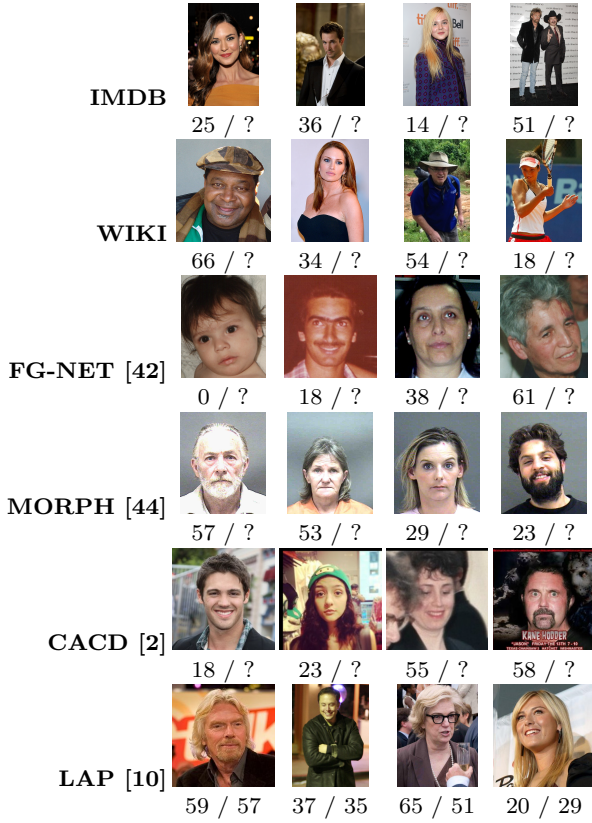 IMDB
25 / ? 36 / ? 14 / ? 51 / ?
WIKI
66 / ? 34 / ? 54 / ? 18 / ?
FG-NET [42]
0 / ? 18 / ? 38 / ? 61 / ?
MORPH [44]
57 / ? 53 / ? 29 / ? 23 / ?
KANE HODDER
CACD [2]
18 / ? 23 / ? 55 / ? 58 / ?
LAP [10]
59 / 57 37 / 35 65 / 51 20 / 29